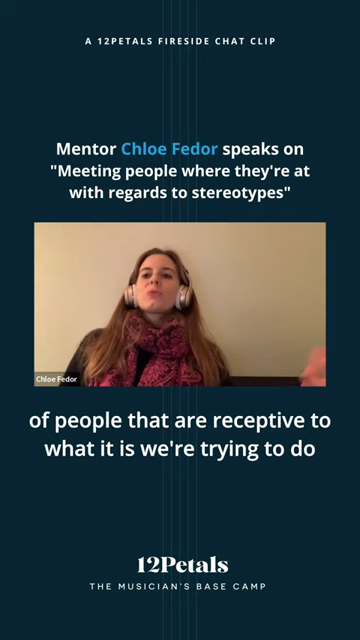 A 12PETALS FIRESIDE CHAT CLIP
Mentor Chloe Fedor speaks on
"Meeting people where they're at
with regards to stereotypes"
Chloe Fedor
of people that are receptive to
what it is we're trying to do
12Petals
THE MUSICIAN'S BASE CAMP